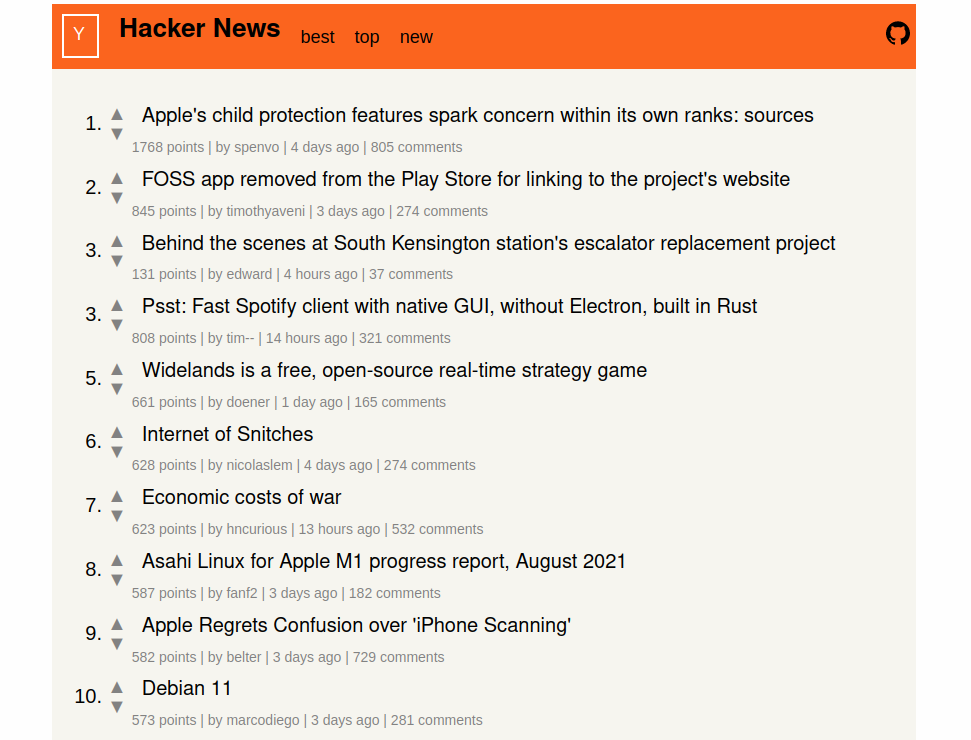 Y Hacker News best top new
1. ▲ ▼ Apple's child protection features spark concern within its own ranks: sources
1768 points | by spenvo | 4 days ago | 805 comments
2. ▲ ▼ FOSS app removed from the Play Store for linking to the project's website
845 points | by timothyaveni | 3 days ago | 274 comments
3. ▲ ▼ Behind the scenes at South Kensington station's escalator replacement project
131 points | by edward | 4 hours ago | 37 comments
3. ▲ ▼ Psst: Fast Spotify client with native GUI, without Electron, built in Rust
808 points | by tim-- | 14 hours ago | 321 comments
5. ▲ ▼ Widelands is a free, open-source real-time strategy game
661 points | by doener | 1 day ago | 165 comments
6. ▲ ▼ Internet of Snitches
628 points | by nicolaslem | 4 days ago | 274 comments
7. ▲ ▼ Economic costs of war
623 points | by hncurious | 13 hours ago | 532 comments
8. ▲ ▼ Asahi Linux for Apple M1 progress report, August 2021
587 points | by fanf2 | 3 days ago | 182 comments
9. ▲ ▼ Apple Regrets Confusion over 'iPhone Scanning'
582 points | by belter | 3 days ago | 729 comments
10. ▲ ▼ Debian 11
573 points | by marcodiego | 3 days ago | 281 comments